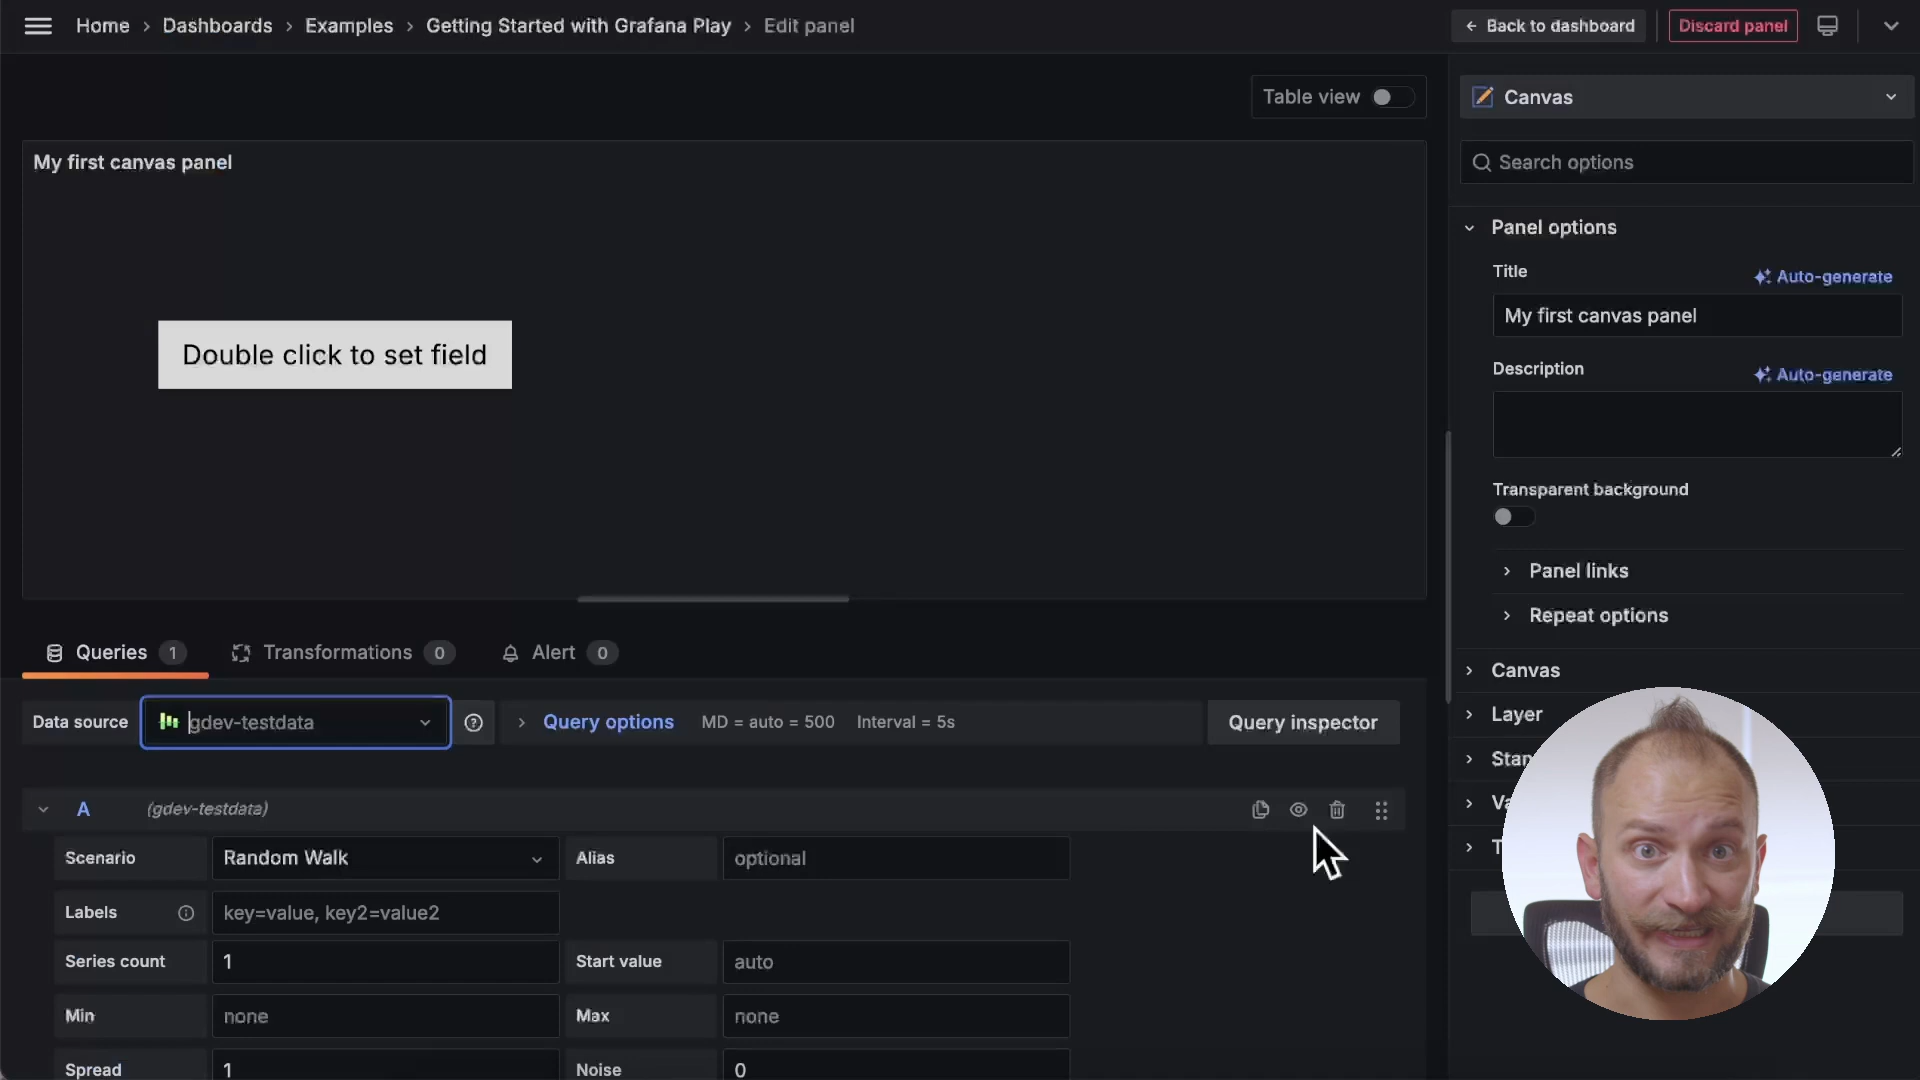 Home › Dashboards › Examples › Getting Started with Grafana Play › Edit panel
← Back to dashboard
Discard panel
Table view
Canvas
Search options
My first canvas panel
Double click to set field
Panel options
Title
Auto-generate
My first canvas panel
Description
Auto-generate
Transparent background
Panel links
Repeat options
Canvas
Layer
Queries 1
Transformations 0
Alert 0
Data source
gdev-testdata
Query options
MD = auto = 500
Interval = 5s
Query inspector
A
(gdev-testdata)
Scenario
Random Walk
Alias
optional
Labels
key=value, key2=value2
Series count
1
Start value
auto
Min
none
Max
none
Spread
1
Noise
0